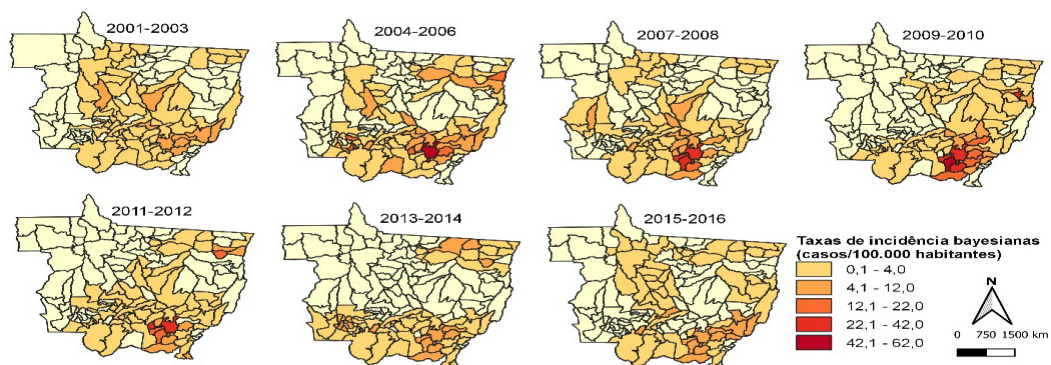 2001-2003
2004-2006
2007-2008
2009-2010
2011-2012
2013-2014
2015-2016
Taxas de incidência bayesianas
(casos/100.000 habitantes)
0,1 - 4,0
4,1 - 12,0
12,1 - 22,0
22,1 - 42,0
42,1 - 62,0
N
0 750 1500 km